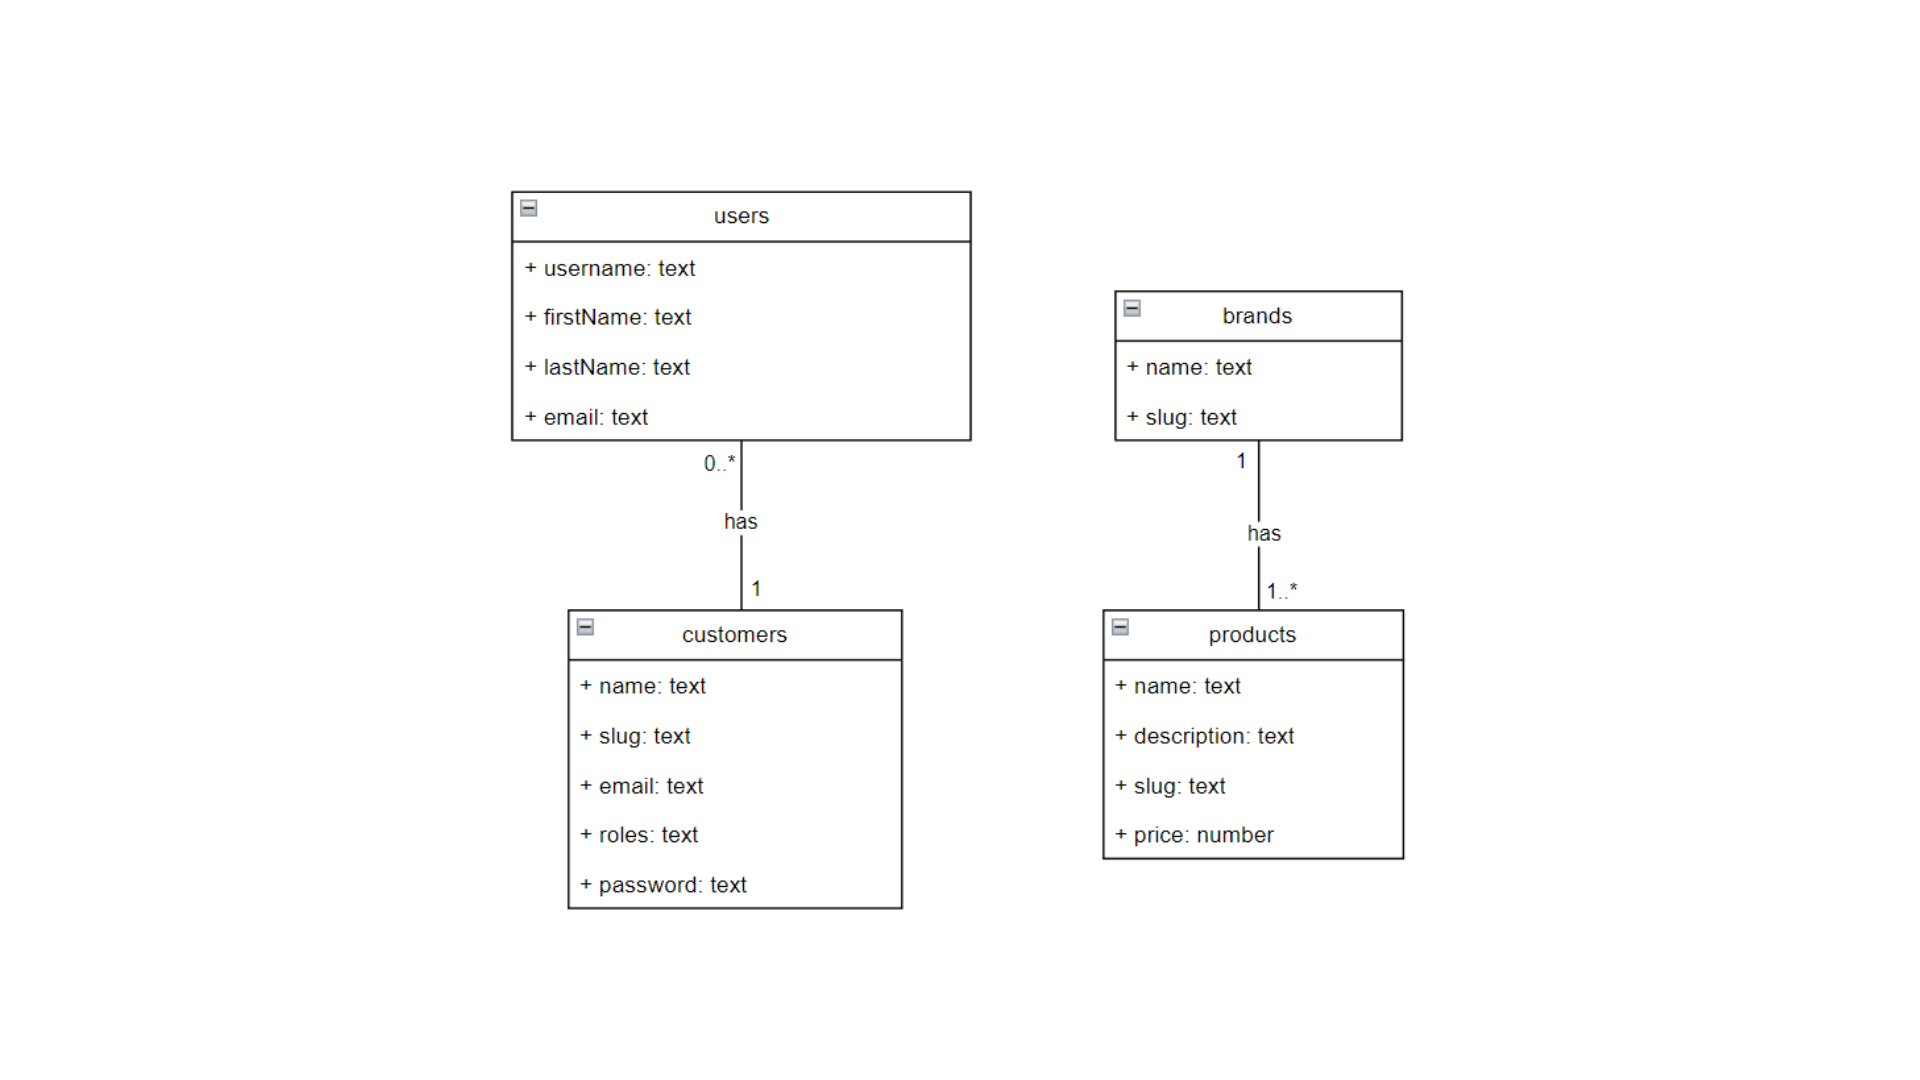 users
+ username: text
+ firstName: text
+ lastName: text
+ email: text
0..*
has
1
customers
+ name: text
+ slug: text
+ email: text
+ roles: text
+ password: text
brands
+ name: text
+ slug: text
1
has
1..*
products
+ name: text
+ description: text
+ slug: text
+ price: number